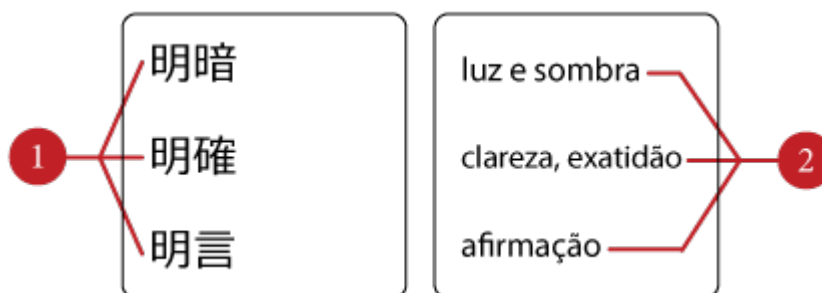 1
明暗
明確
明言
luz e sombra
clareza, exatidão
afirmação
2